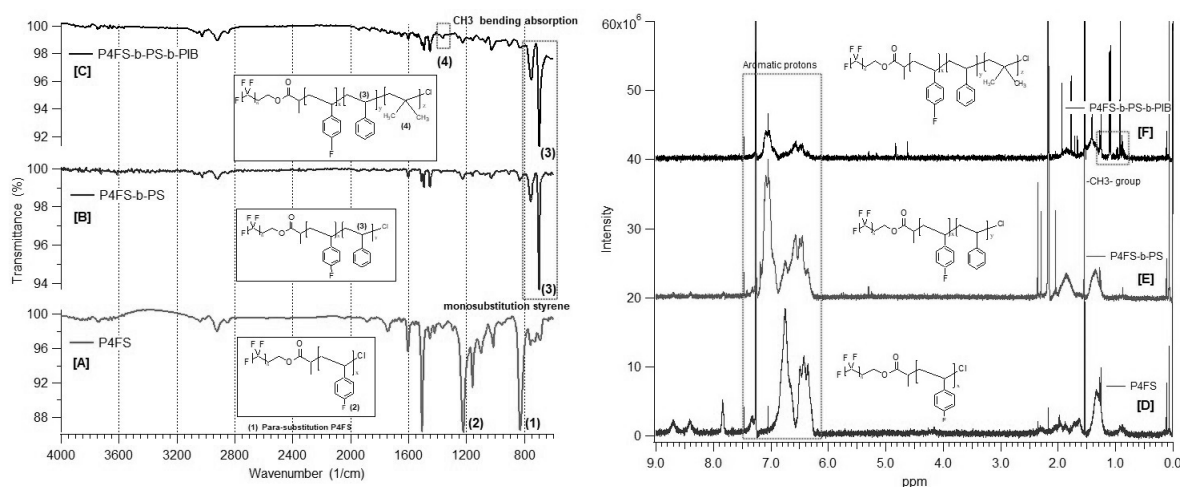 CH3 bending absorption
100
P4FS-b-PS-b-PIB
[C]
98
(4)
96
94
92
(3)
(4)
(3)
100
P4FS-b-PS
[B]
98
96
94
(3)
(3)
monosubstitution styrene
100
P4FS
[A]
96
92
88
(2)
(2)
(1)
(1) Para-substitution P4FS
4000 3600 3200 2800 2400 2000 1600 1200 800
Wavenumber (1/cm)
Transmittance (%)
60x10⁶
Aromatic protons
50
P4FS-b-PS-b-PIB
[F]
40
-CH3- group
30
P4FS-b-PS
[E]
20
P4FS
10
[D]
0
9.0 8.0 7.0 6.0 5.0 4.0 3.0 2.0 1.0 0.0
ppm
Intensity